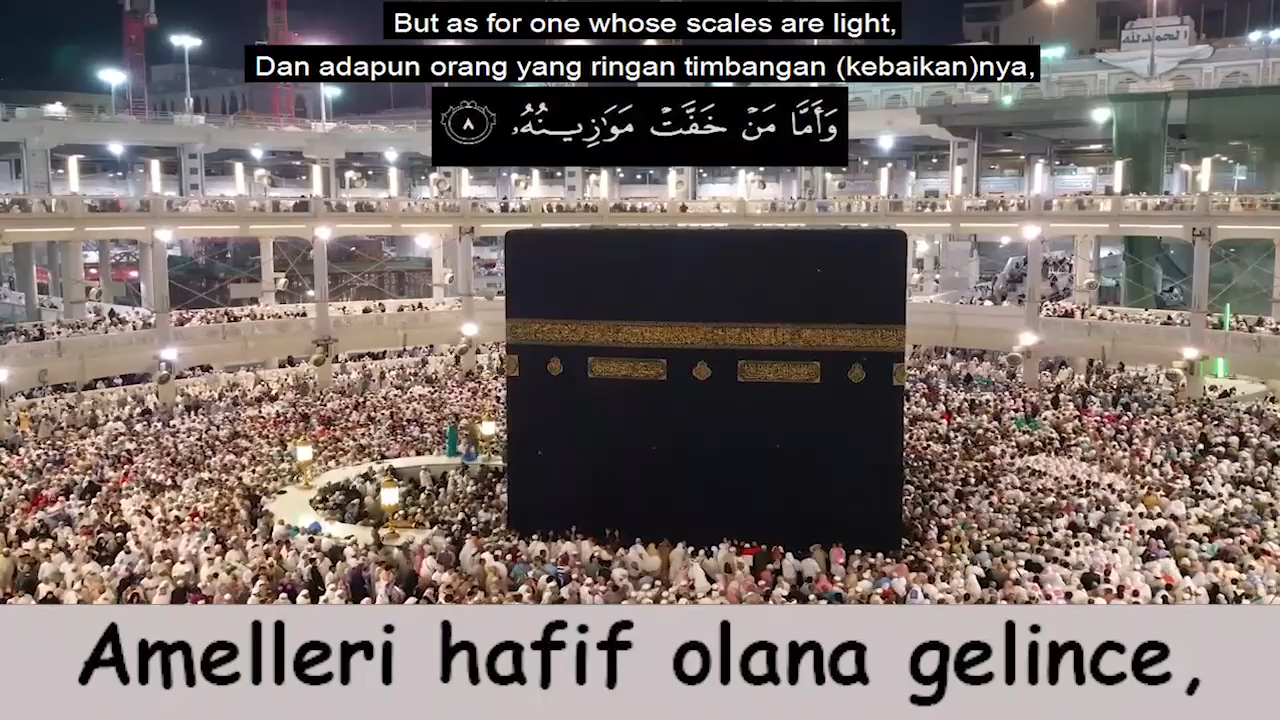 But as for one whose scales are light,
Dan adapun orang yang ringan timbangan (kebaikan)nya,
وَأَمَّا مَنْ خَفَّتْ مَوَٰزِينُهُۥ ٨
الحمدلله
Amelleri hafif olana gelince,